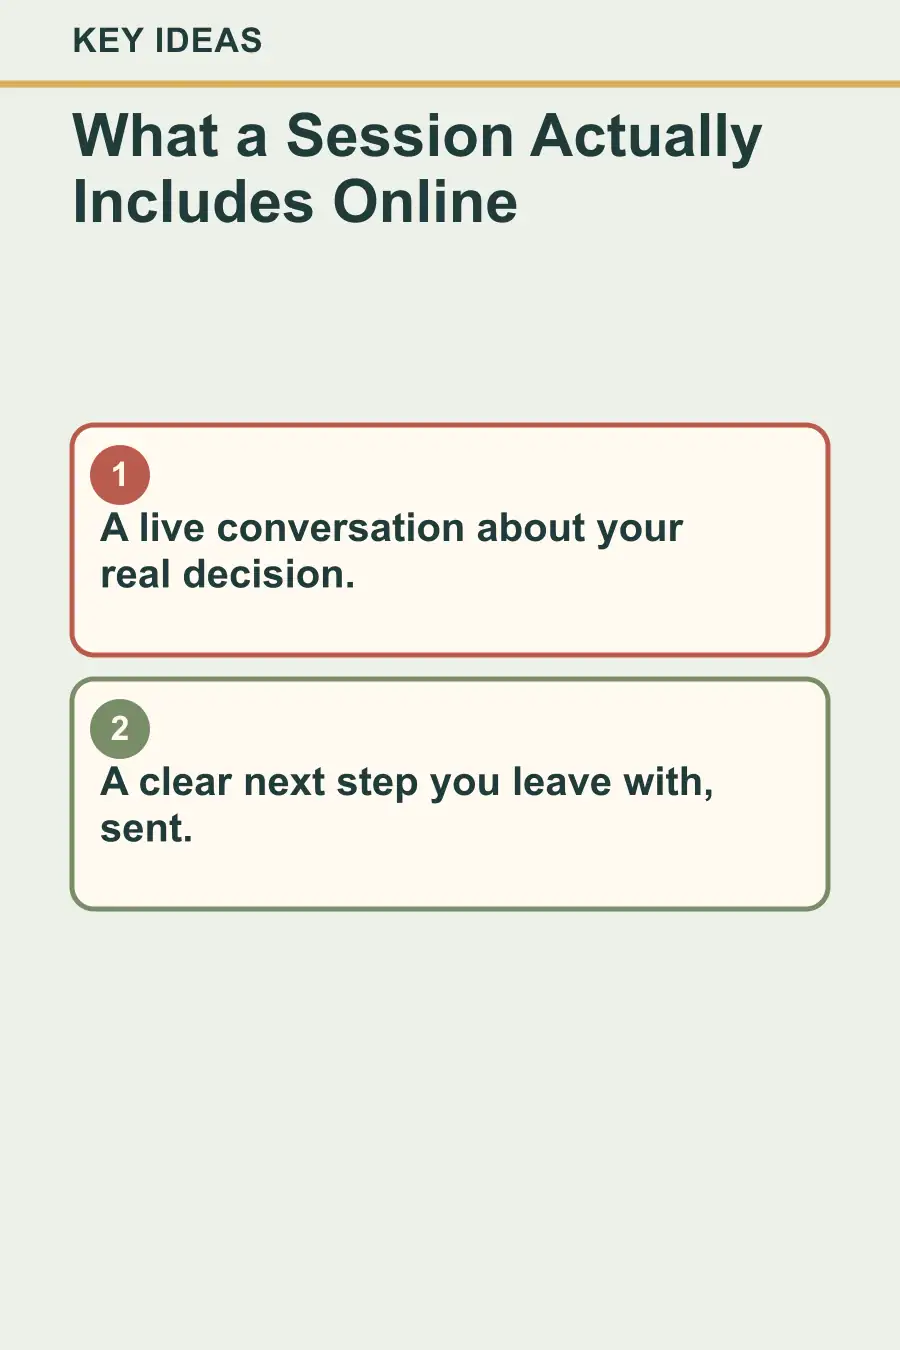 KEY IDEAS
What a Session Actually
Includes Online
1
A live conversation about your
real decision.
2
A clear next step you leave with,
sent.